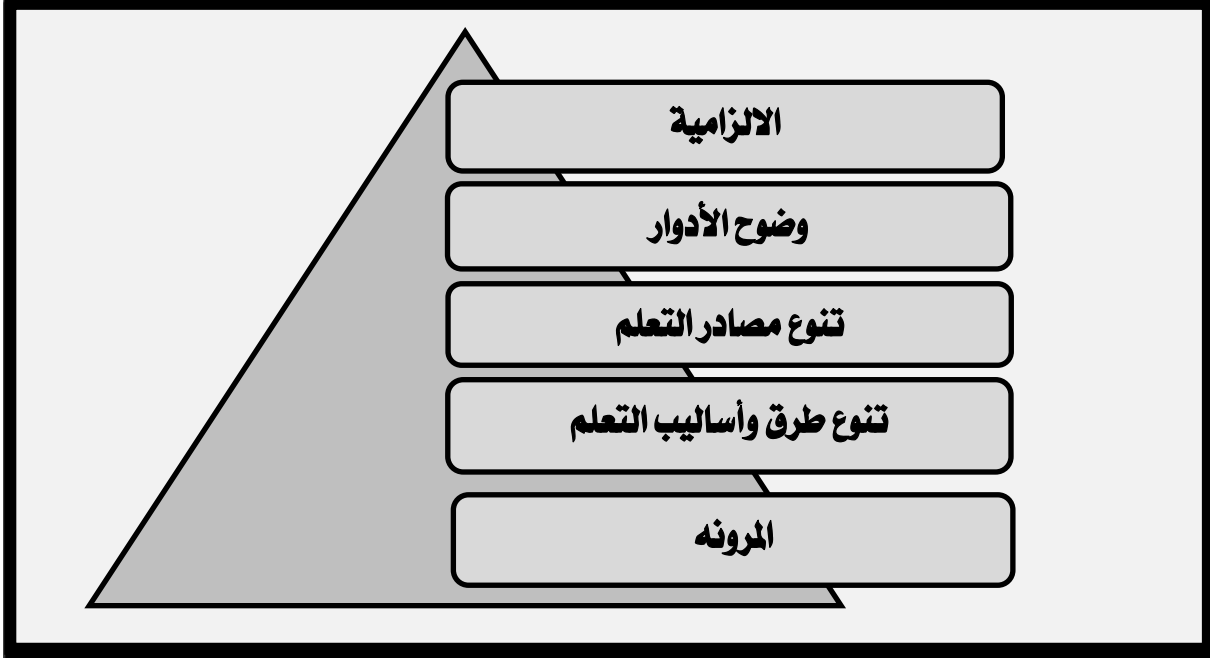 الالزامية
وضوح الأدوار
تنوع مصادر التعلم
تنوع طرق وأساليب التعلم
المرونه